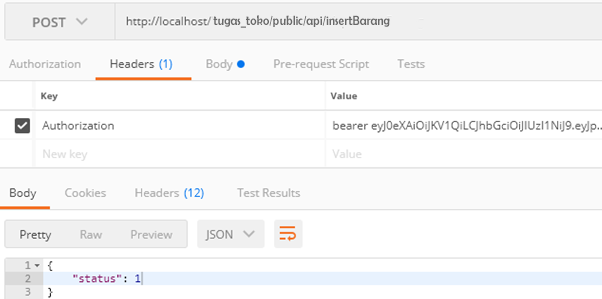 POST http://localhost/ tugas_toko/public/api/insertBarang
Authorization Headers (1) Body Pre-request Script Tests
Key Value
Authorization bearer eyJ0eXAiOiJKV1QiLCJhbGciOiJIUzI1NiJ9.eyJp...
New key Value
Body Cookies Headers (12) Test Results
Pretty Raw Preview JSON
1 {
2 "status": 1
3 }